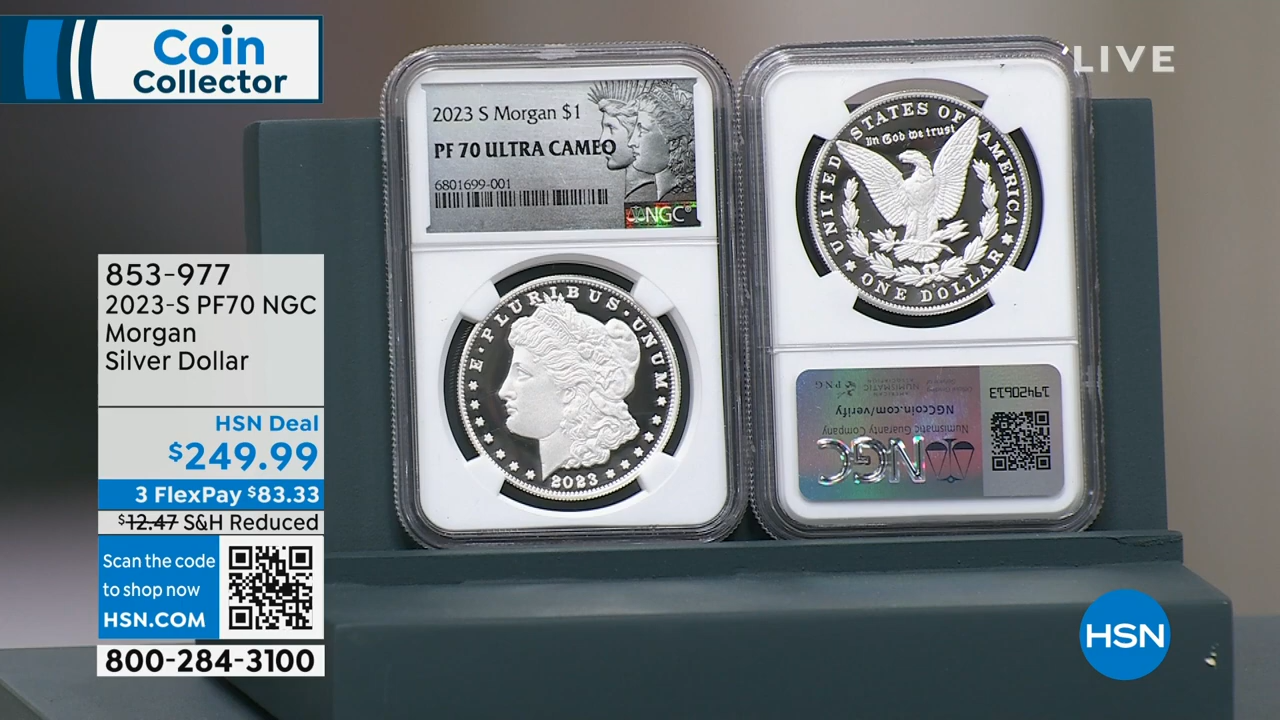 Coin
Collector
LIVE
2023 S Morgan $1
PF 70 ULTRA CAMEO
6801699-001
NGC®
E·PLURIBUS·UNUM
2023
UNITED STATES OF AMERICA
In God we trust
ONE DOLLAR
19420613
NGCcoin.com/verify
Numismatic Guaranty Company
NGC
PNG
853-977
2023-S PF70 NGC
Morgan
Silver Dollar
HSN Deal
$249.99
3 FlexPay $83.33
$12.47 S&H Reduced
Scan the code
to shop now
HSN.COM
800-284-3100
HSN